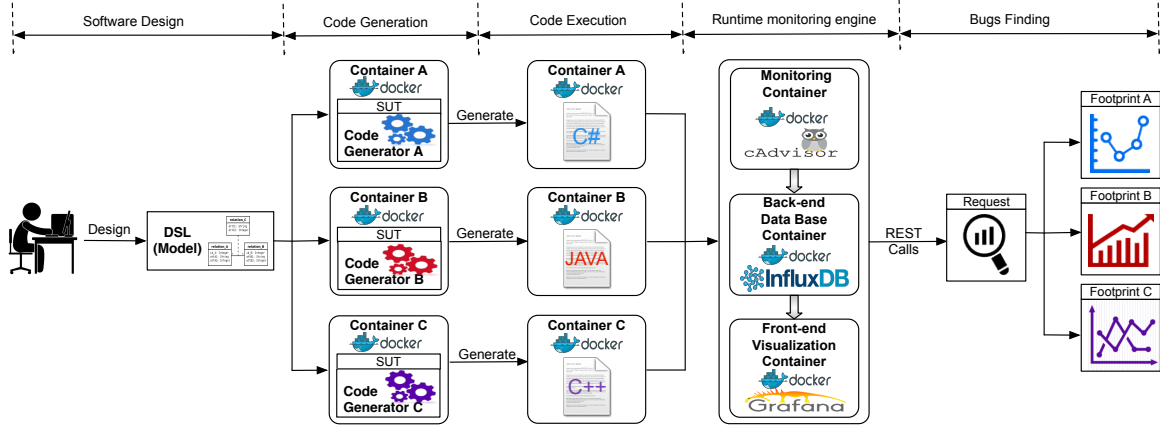 Software Design
Code Generation
Code Execution
Runtime monitoring engine
Bugs Finding
Design
DSL
(Model)
relation_C
relation_A
relation_B
Container A
docker
SUT
Code
Generator A
Generate
Container A
docker
C#
Container B
docker
SUT
Code
Generator B
Generate
Container B
docker
JAVA
Container C
docker
SUT
Code
Generator C
Generate
Container C
docker
C++
Monitoring
Container
docker
cAdvisor
Back-end
Data Base
Container
docker
InfluxDB
Front-end
Visualization
Container
docker
Grafana
REST
Calls
Request
Footprint A
Footprint B
Footprint C